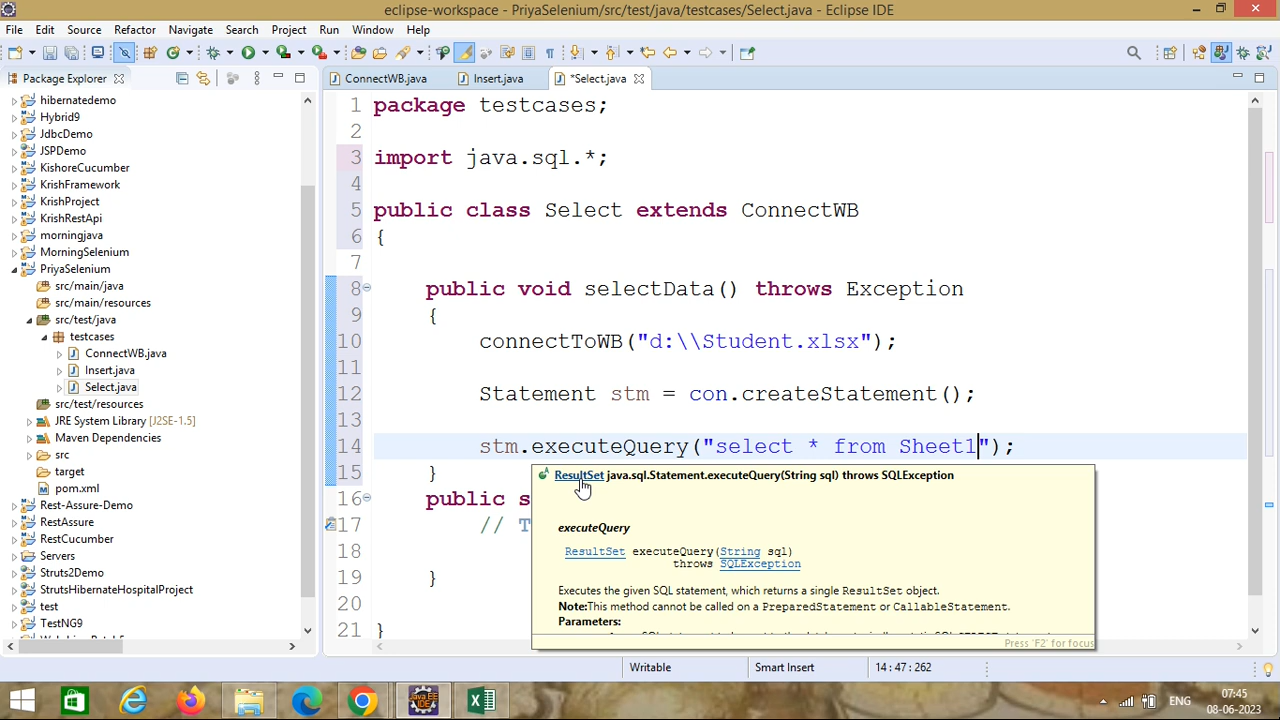 eclipse-workspace - PriyaSelenium/src/test/java/testcases/Select.java - Eclipse IDE
File Edit Source Refactor Navigate Search Project Run Window Help
Package Explorer
ConnectWB.java Insert.java *Select.java
hibernatedemo
Hybrid9
JdbcDemo
JSPDemo
KishoreCucumber
KrishFramework
KrishProject
KrishRestApi
morningjava
MorningSelenium
PriyaSelenium
src/main/java
src/main/resources
src/test/java
testcases
ConnectWB.java
Insert.java
Select.java
src/test/resources
JRE System Library [J2SE-1.5]
Maven Dependencies
src
target
pom.xml
Rest-Assure-Demo
RestAssure
RestCucumber
Servers
Struts2Demo
StrutsHibernateHospitalProject
test
TestNG9
1 package testcases;
2
3 import java.sql.*;
4
5 public class Select extends ConnectWB
6 {
7
8 public void selectData() throws Exception
9 {
10 connectToWB("d:\\Student.xlsx");
11
12 Statement stm = con.createStatement();
13
14 stm.executeQuery("select * from Sheet1");
15 }
16 public s
17 // T
18
19 }
20
21 }
ResultSet java.sql.Statement.executeQuery(String sql) throws SQLException
executeQuery
ResultSet executeQuery(String sql)
throws SQLException
Executes the given SQL statement, which returns a single ResultSet object.
Note:This method cannot be called on a PreparedStatement or CallableStatement.
Parameters:
Press 'F2' for focus
Writable Smart Insert 14 : 47 : 262
ENG 07:45
08-06-2023